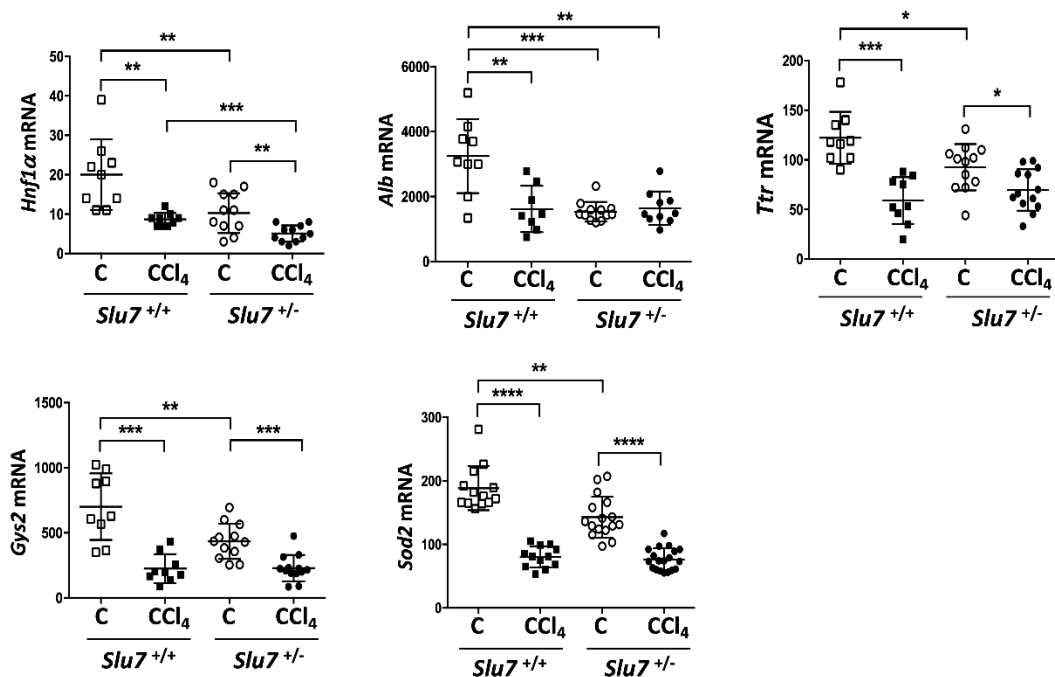 **
**
***
**
Hnf1α mRNA
50
40
30
20
10
0
C CCl₄ C CCl₄
Slu7 +/+ Slu7 +/-
**
***
**
Alb mRNA
6000
4000
2000
0
C CCl₄ C CCl₄
Slu7 +/+ Slu7 +/-
*
***
*
Ttr mRNA
200
150
100
50
0
C CCl₄ C CCl₄
Slu7 +/+ Slu7 +/-
**
***
***
Gys2 mRNA
1500
1000
500
0
C CCl₄ C CCl₄
Slu7 +/+ Slu7 +/-
**
****
****
Sod2 mRNA
300
200
100
0
C CCl₄ C CCl₄
Slu7 +/+ Slu7 +/-